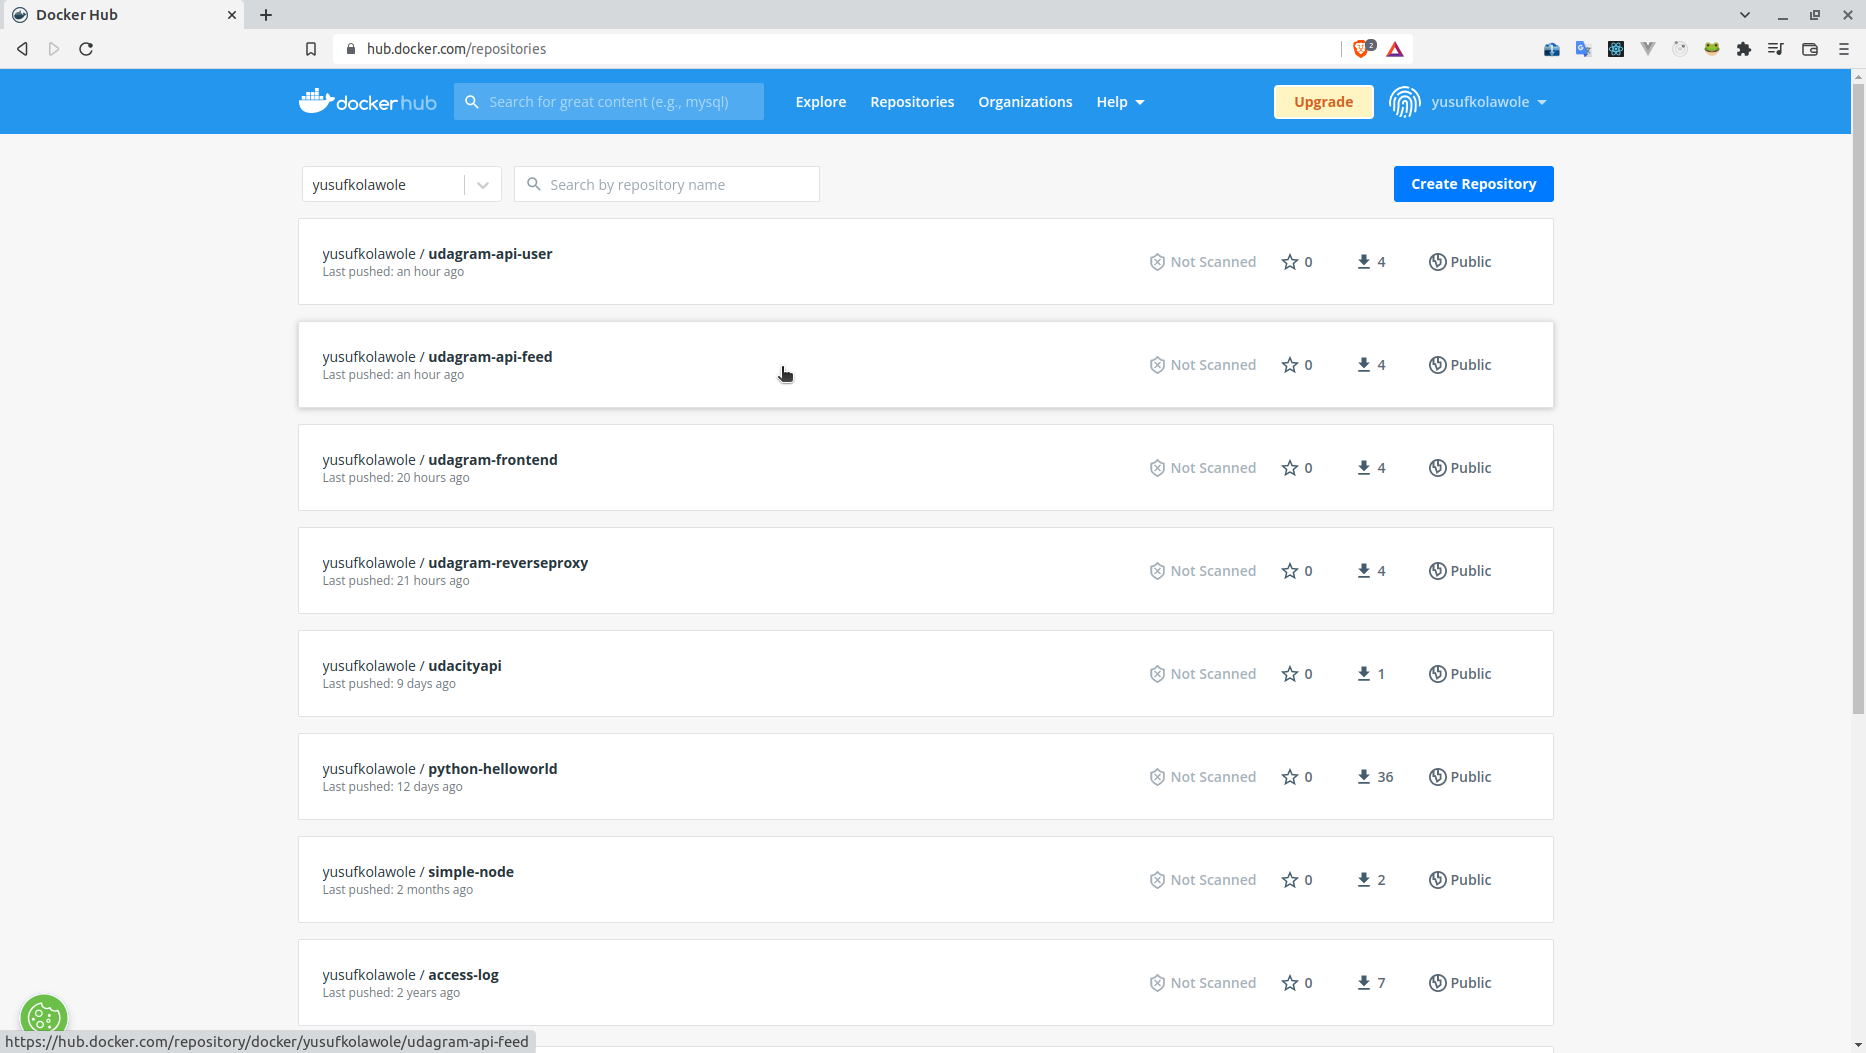 Docker Hub
hub.docker.com/repositories
2
docker hub
Search for great content (e.g., mysql)
Explore
Repositories
Organizations
Help
Upgrade
yusufkolawole
yusufkolawole
Search by repository name
Create Repository
yusufkolawole / udagram-api-user
Last pushed: an hour ago
Not Scanned
0
4
Public
yusufkolawole / udagram-api-feed
Last pushed: an hour ago
Not Scanned
0
4
Public
yusufkolawole / udagram-frontend
Last pushed: 20 hours ago
Not Scanned
0
4
Public
yusufkolawole / udagram-reverseproxy
Last pushed: 21 hours ago
Not Scanned
0
4
Public
yusufkolawole / udacityapi
Last pushed: 9 days ago
Not Scanned
0
1
Public
yusufkolawole / python-helloworld
Last pushed: 12 days ago
Not Scanned
0
36
Public
yusufkolawole / simple-node
Last pushed: 2 months ago
Not Scanned
0
2
Public
yusufkolawole / access-log
Last pushed: 2 years ago
Not Scanned
0
7
Public
https://hub.docker.com/repository/docker/yusufkolawole/udagram-api-feed